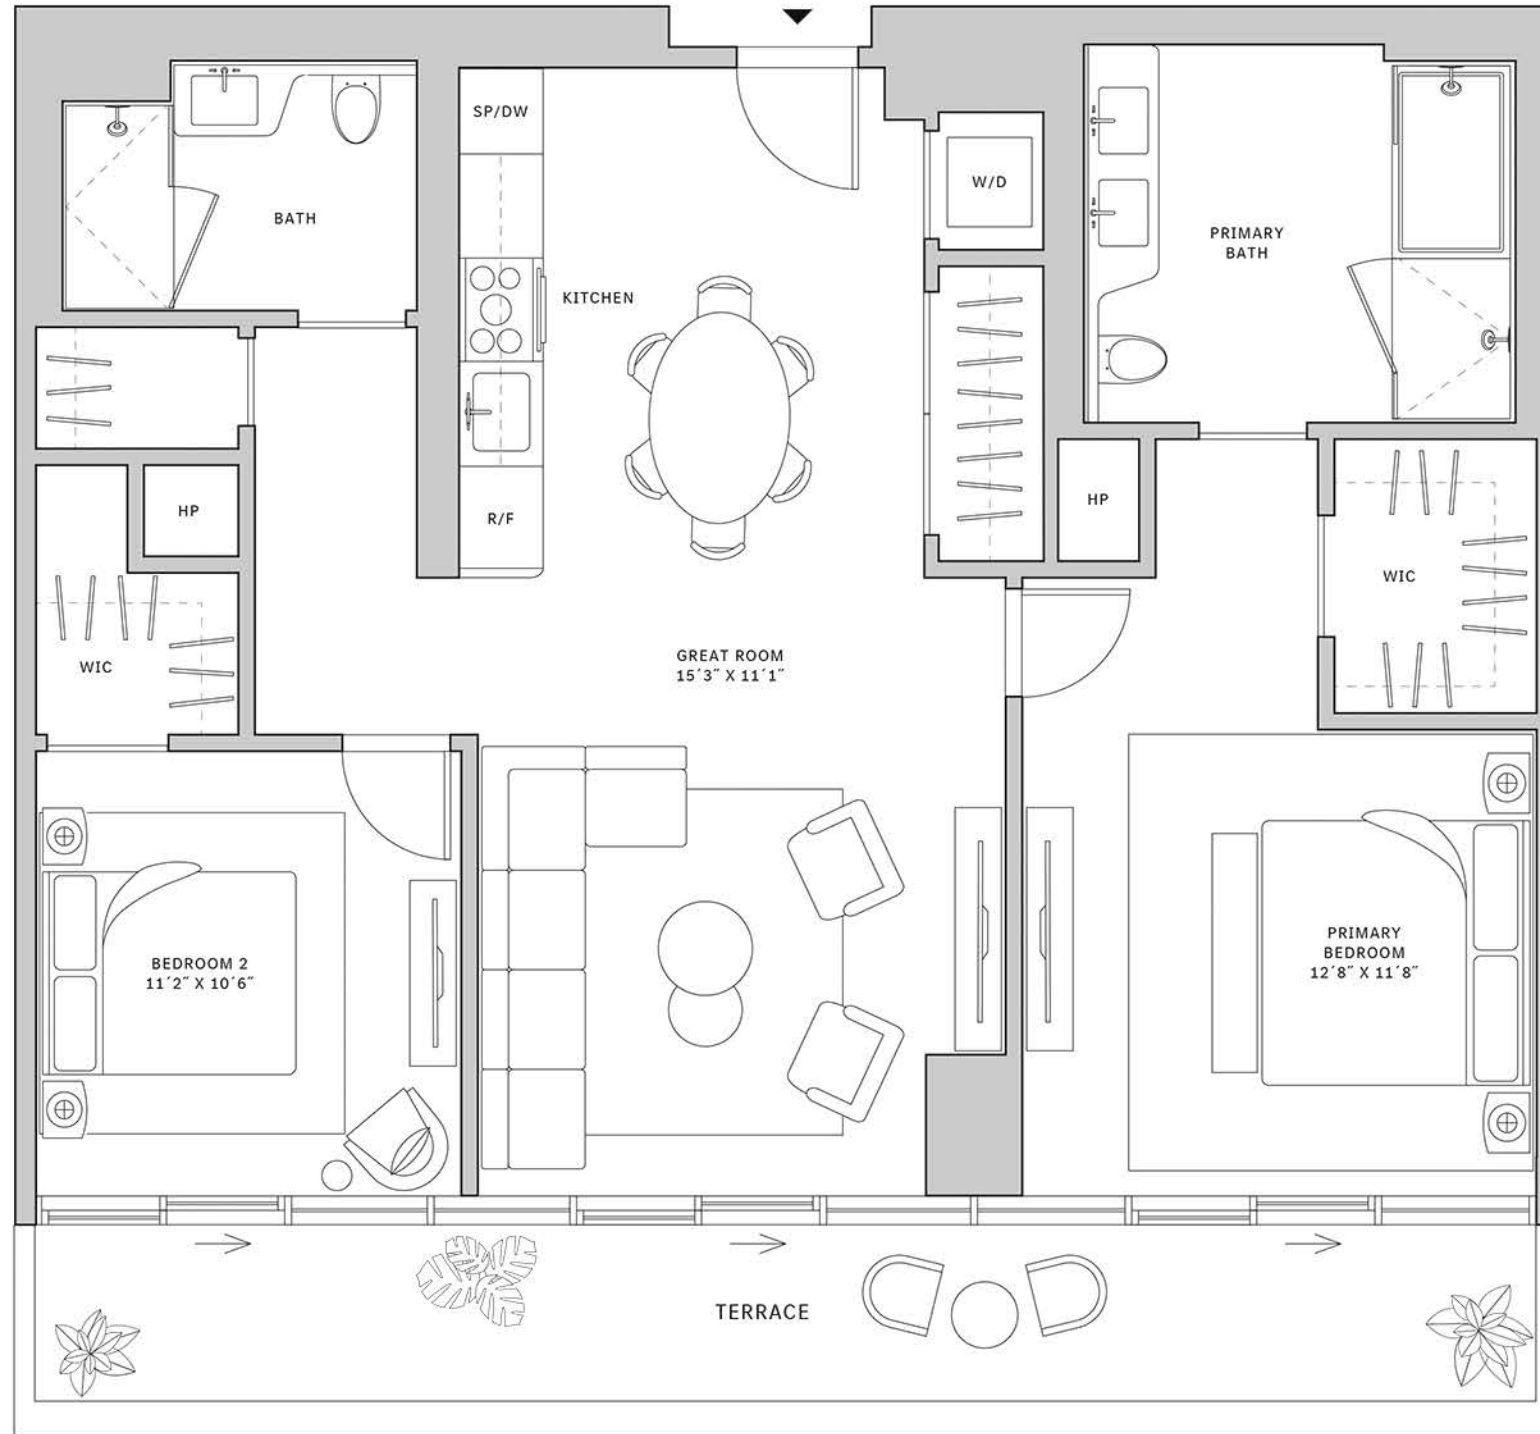 SP/DW
W/D
BATH
PRIMARY
BATH
KITCHEN
HP
R/F
HP
WIC
GREAT ROOM
15´3˝ X 11´1˝
WIC
BEDROOM 2
11´2˝ X 10´6˝
PRIMARY
BEDROOM
12´8˝ X 11´8˝
TERRACE